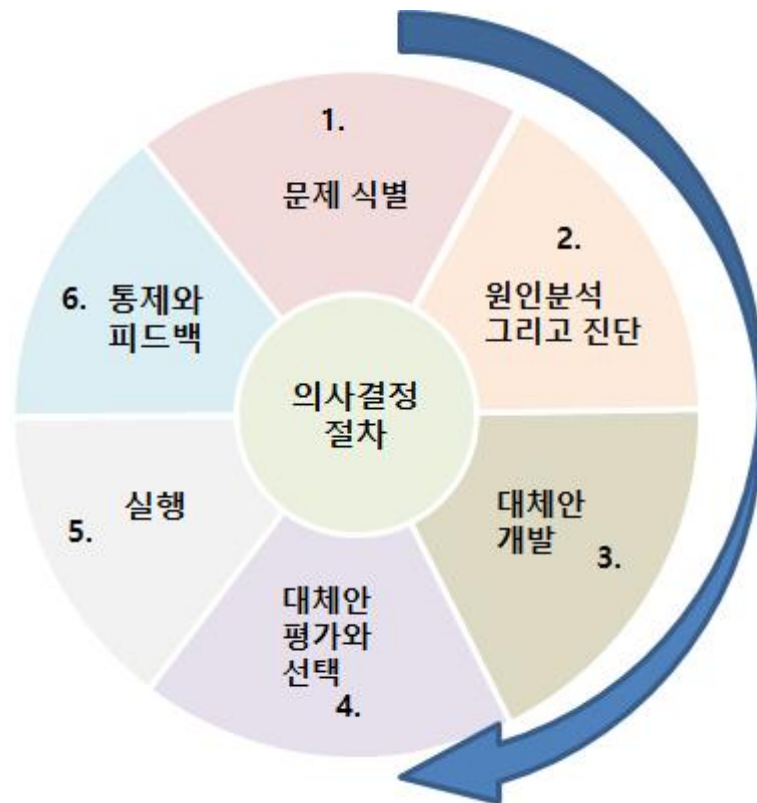 1.
문제 식별
2.
원인분석
그리고 진단
대체안
개발
3.
대체안
평가와
선택
4.
실행
5.
6. 통제와
피드백
의사결정
절차